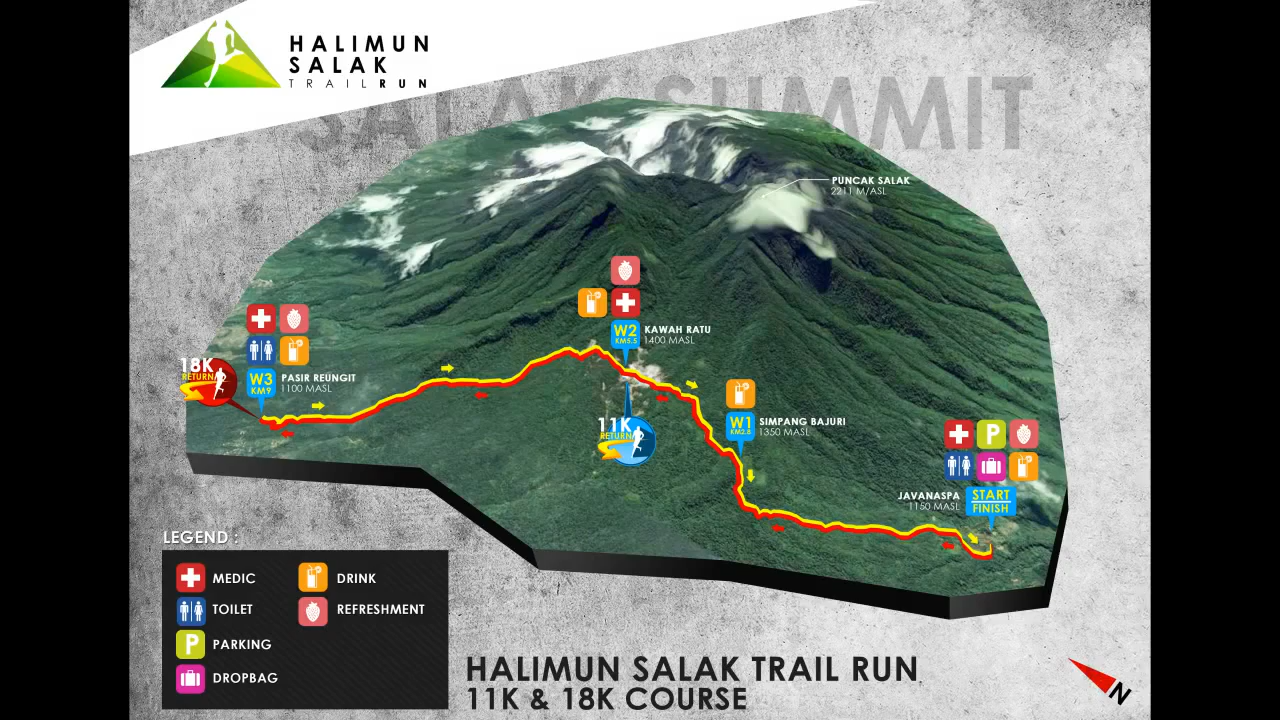 HALIMUN
SALAK
TRAILRUN
SALAK SUMMIT
PUNCAK SALAK
2211 M/ASL
W2
KM5.5
KAWAH RATU
1400 MASL
18K
RETURN
W3
KM9
PASIR REUNGIT
1100 MASL
11K
RETURN
W1
KM2.8
SIMPANG BAJURI
1350 MASL
P
JAVANASPA
1150 MASL
START
FINISH
LEGEND :
MEDIC
DRINK
TOILET
REFRESHMENT
P PARKING
DROPBAG
HALIMUN SALAK TRAIL RUN
11K & 18K COURSE
N